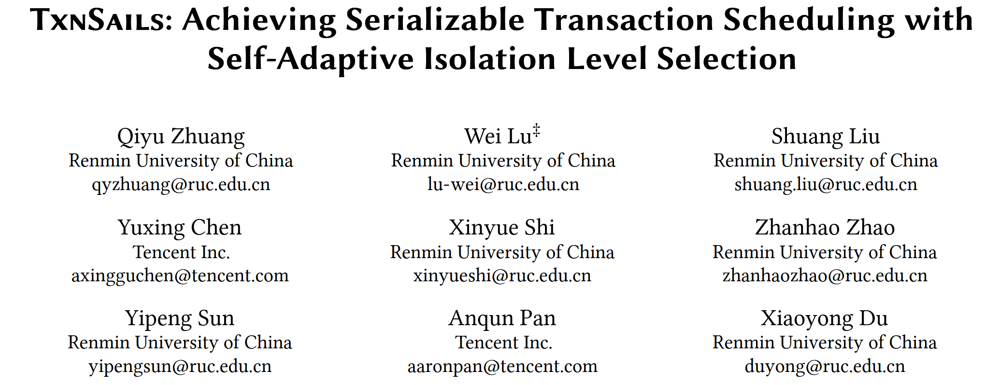 TxnSails: Achieving Serializable Transaction Scheduling with
Self-Adaptive Isolation Level Selection
Qiyu Zhuang
Renmin University of China
qyzhuang@ruc.edu.cn
Wei Lu‡
Renmin University of China
lu-wei@ruc.edu.cn
Shuang Liu
Renmin University of China
shuang.liu@ruc.edu.cn
Yuxing Chen
Tencent Inc.
axingguchen@tencent.com
Xinyue Shi
Renmin University of China
xinyueshi@ruc.edu.cn
Zhanhao Zhao
Renmin University of China
zhanhaozhao@ruc.edu.cn
Yipeng Sun
Renmin University of China
yipengsun@ruc.edu.cn
Anqun Pan
Tencent Inc.
aaronpan@tencent.com
Xiaoyong Du
Renmin University of China
duyong@ruc.edu.cn